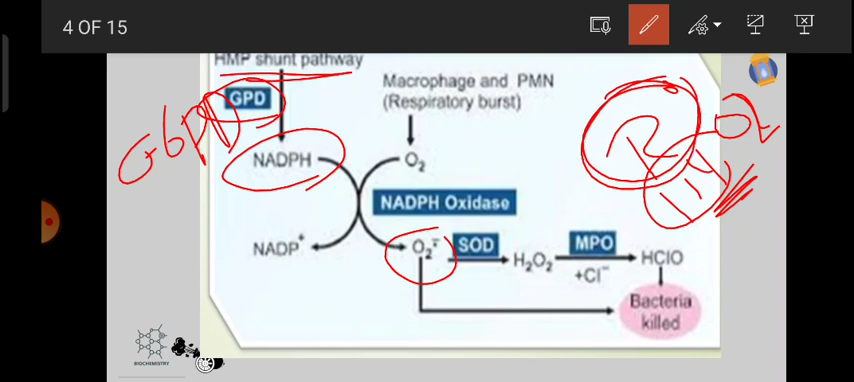 4 OF 15
HMP shunt pathway
GPD
Macrophage and PMN
(Respiratory burst)
NADPH
O₂
NADPH Oxidase
NADP⁺
O₂⁻
SOD
H₂O₂
MPO
+Cl⁻
HClO
Bacteria
killed
G6PD
O2
BIOCHEMISTRY